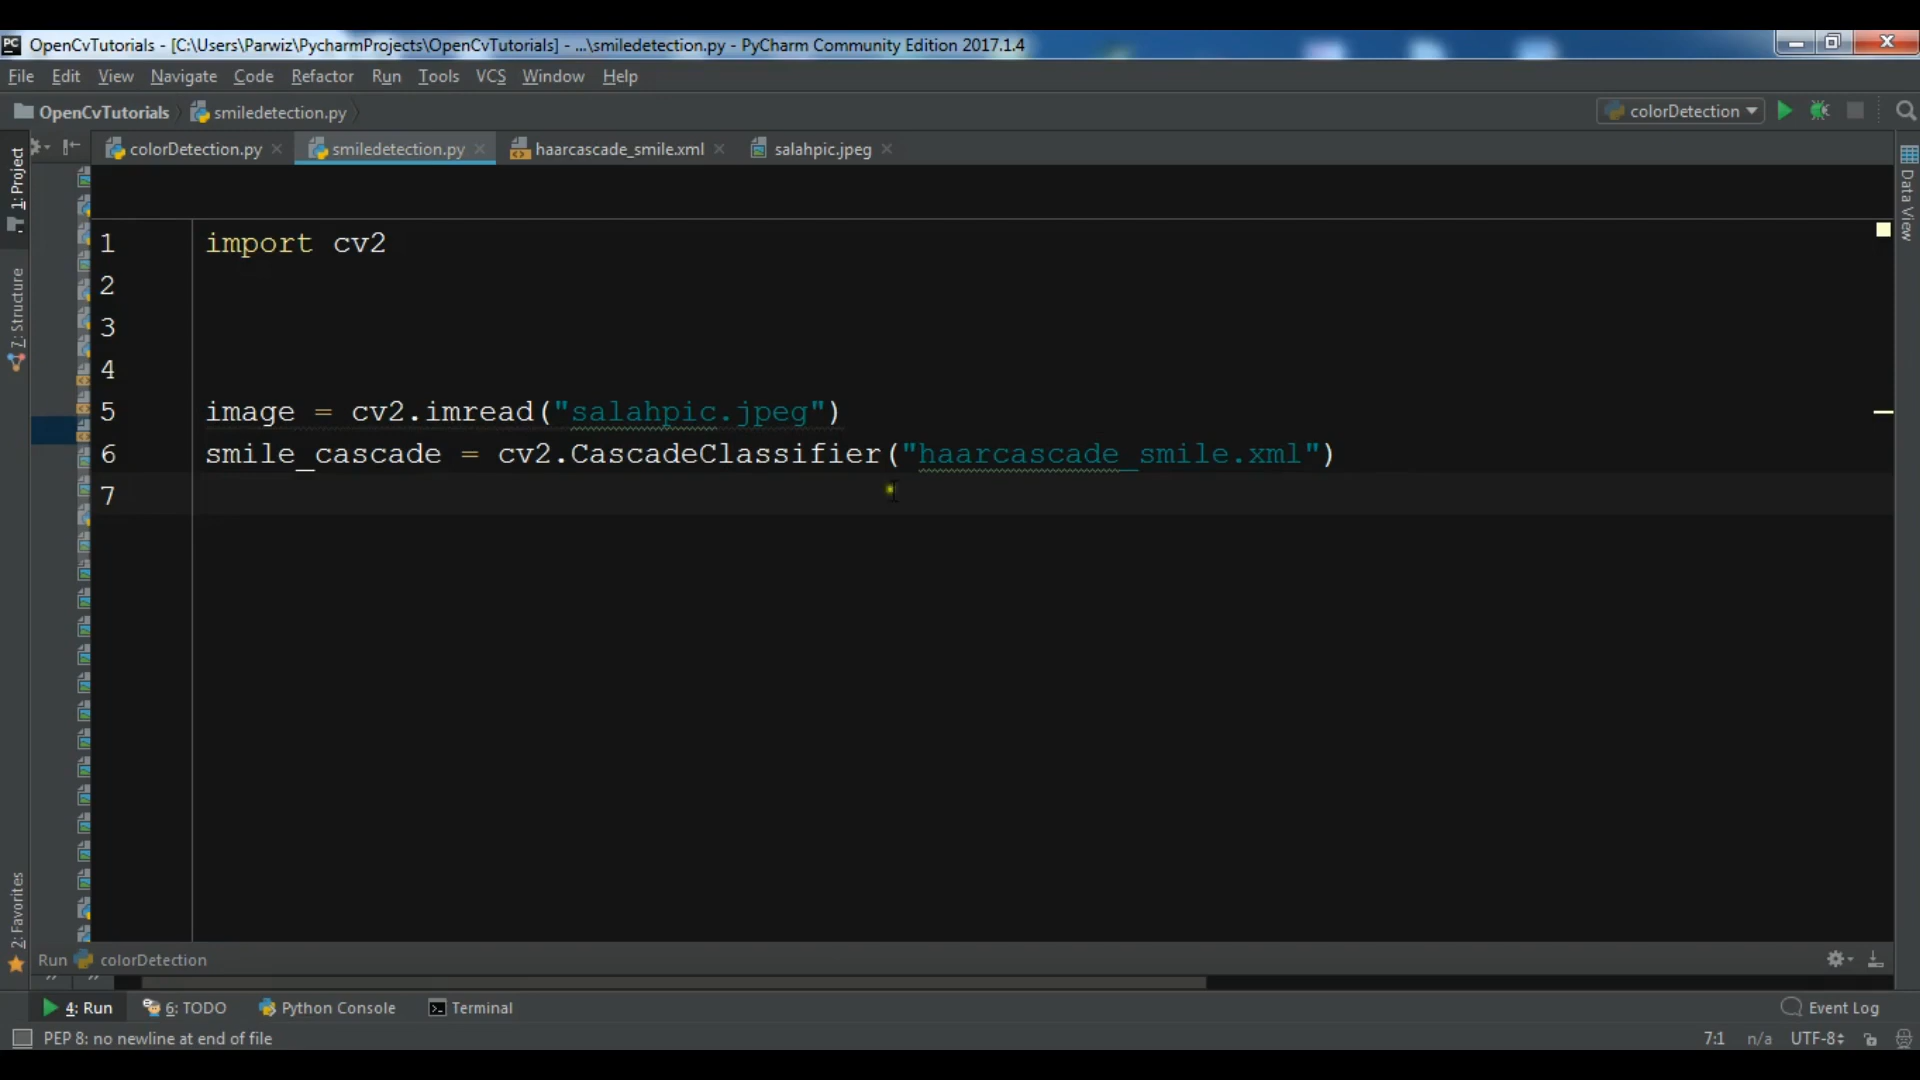 OpenCvTutorials - [C:\Users\Parwiz\PycharmProjects\OpenCvTutorials] - ...\smiledetection.py - PyCharm Community Edition 2017.1.4
File Edit View Navigate Code Refactor Run Tools VCS Window Help
OpenCvTutorials smiledetection.py colorDetection
colorDetection.py smiledetection.py haarcascade_smile.xml salahpic.jpeg
1: Project
7: Structure
2: Favorites
Data View
1 import cv2
2
3
4
5 image = cv2.imread("salahpic.jpeg")
6 smile_cascade = cv2.CascadeClassifier("haarcascade_smile.xml")
7
Run colorDetection
4: Run 6: TODO Python Console Terminal Event Log
PEP 8: no newline at end of file 7:1 n/a UTF-8